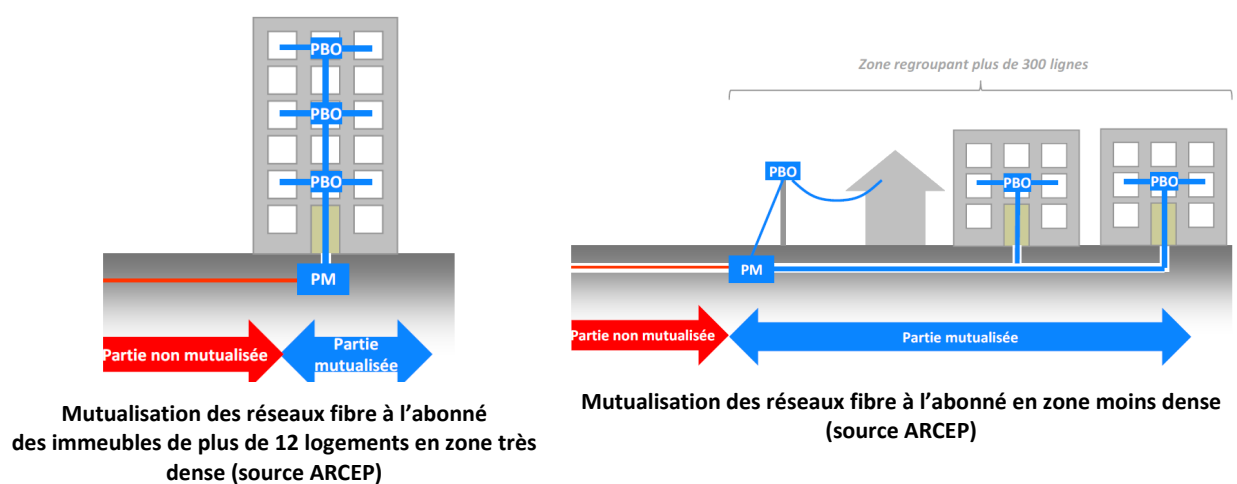 PBO
PBO
PBO
PM
Partie non mutualisée
Partie
mutualisée
Mutualisation des réseaux fibre à l’abonné
des immeubles de plus de 12 logements en zone très
dense (source ARCEP)
Zone regroupant plus de 300 lignes
PBO
PBO
PBO
PM
Partie non mutualisée
Partie mutualisée
Mutualisation des réseaux fibre à l’abonné en zone moins dense
(source ARCEP)